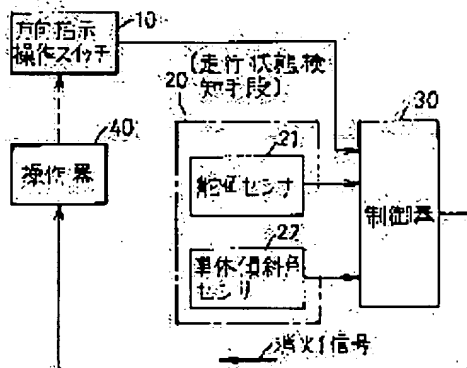 方向指示
操作スイッチ
10
(走行状態検
知手段)
20
30
40
操作器
21
舵位センサ
制御器
22
車体傾斜角
センサ
消灯信号